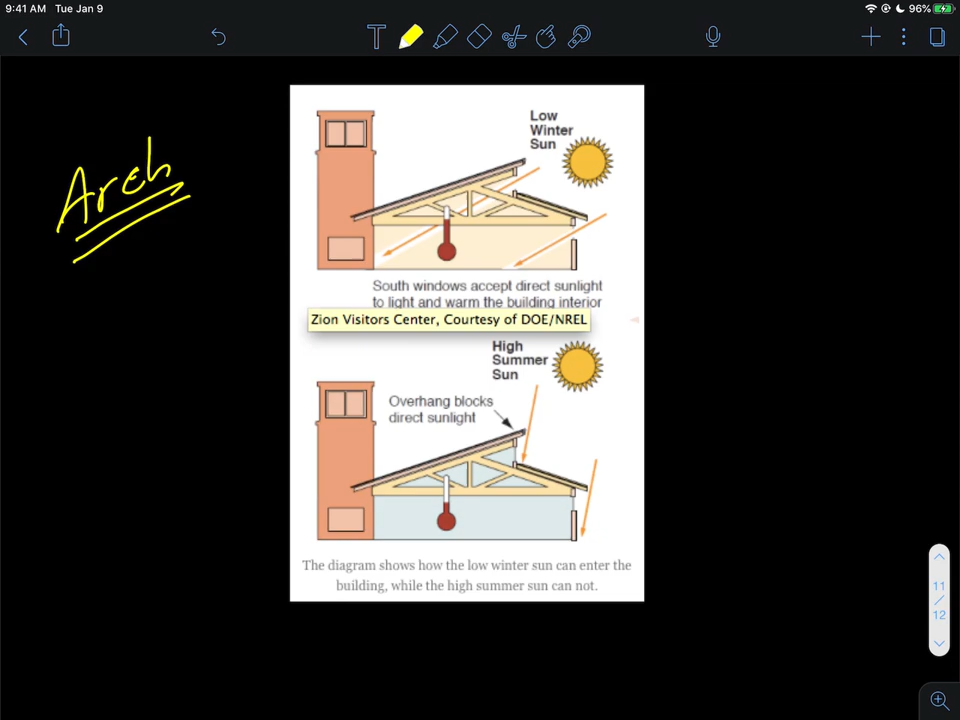 9:41 AM Tue Jan 9
96%
Arch
Low
Winter
Sun
South windows accept direct sunlight
to light and warm the building interior
Zion Visitors Center, Courtesy of DOE/NREL
High
Summer
Sun
Overhang blocks
direct sunlight
The diagram shows how the low winter sun can enter the
building, while the high summer sun can not.
11
/
12